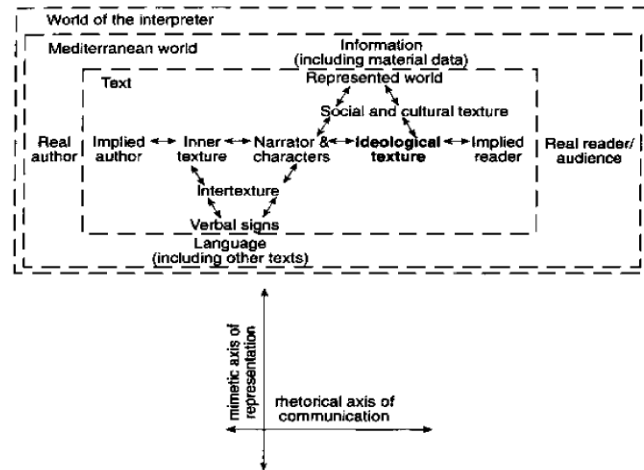 World of the interpreter
Mediterranean world
Information
(including material data)
Text
Represented world
Social and cultural texture
Real author
Implied author
Inner texture
Narrator & characters
Ideological texture
Implied reader
Real reader/ audience
Intertexture
Verbal signs
Language
(including other texts)
mimetic axis of
representation
rhetorical axis of
communication